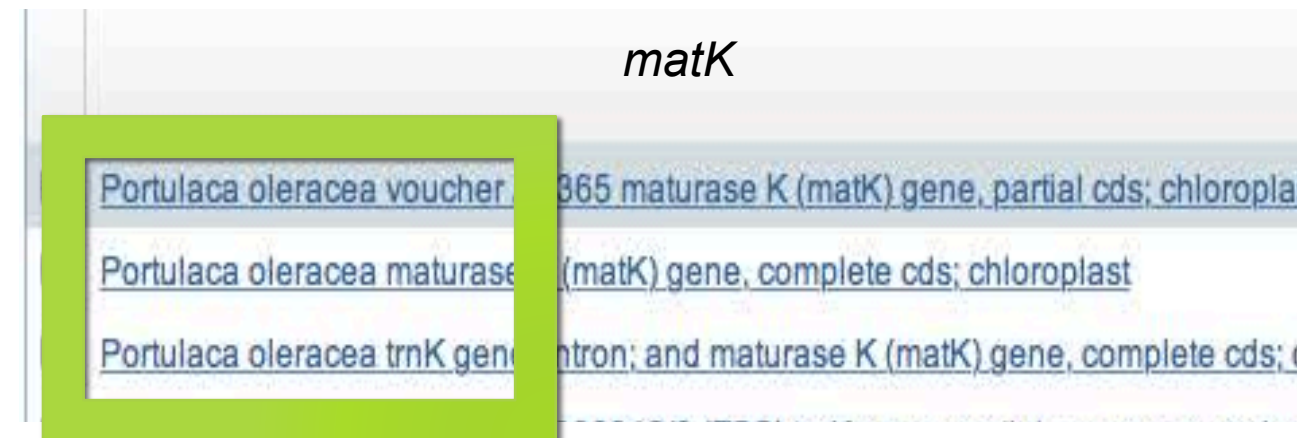 matK
Portulaca oleracea voucher 365 maturase K (matK) gene, partial cds; chloropla
Portulaca oleracea maturase (matK) gene, complete cds; chloroplast
Portulaca oleracea trnK gene ntron; and maturase K (matK) gene, complete cds;